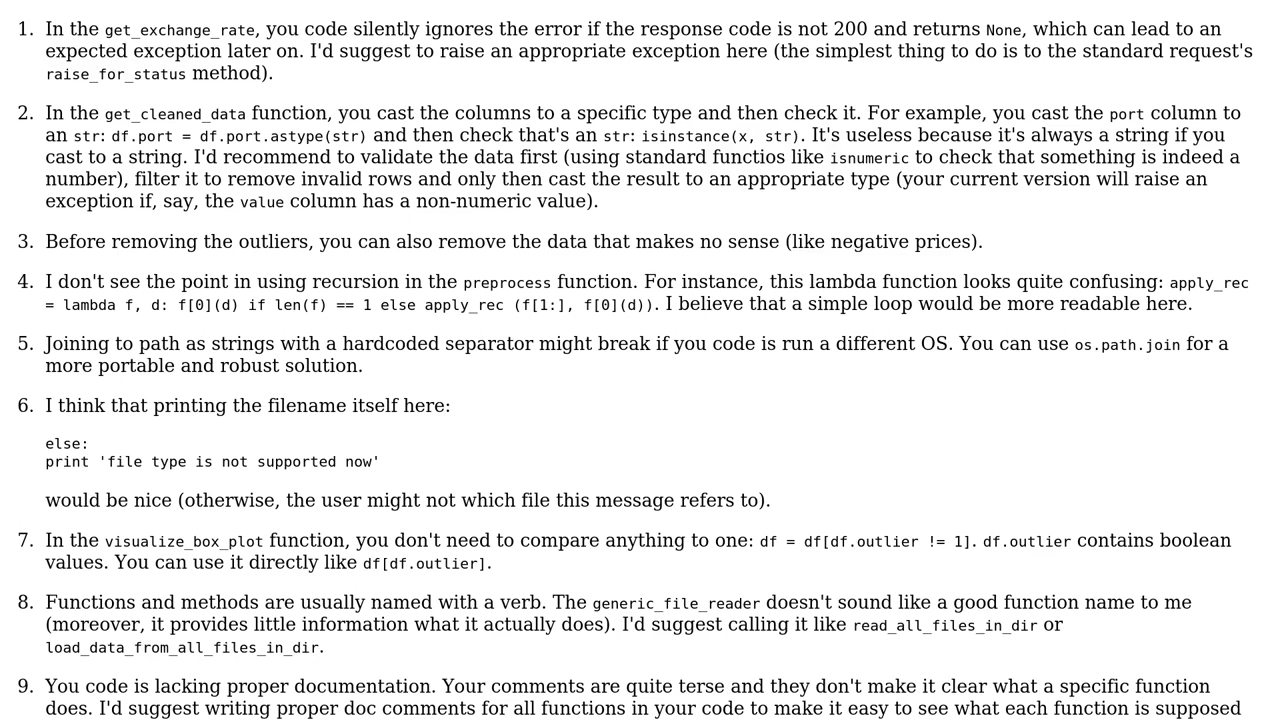 1. In the get_exchange_rate, you code silently ignores the error if the response code is not 200 and returns None, which can lead to an
expected exception later on. I'd suggest to raise an appropriate exception here (the simplest thing to do is to the standard request's
raise_for_status method).
2. In the get_cleaned_data function, you cast the columns to a specific type and then check it. For example, you cast the port column to
an str: df.port = df.port.astype(str) and then check that's an str: isinstance(x, str). It's useless because it's always a string if you
cast to a string. I'd recommend to validate the data first (using standard functios like isnumeric to check that something is indeed a
number), filter it to remove invalid rows and only then cast the result to an appropriate type (your current version will raise an
exception if, say, the value column has a non-numeric value).
3. Before removing the outliers, you can also remove the data that makes no sense (like negative prices).
4. I don't see the point in using recursion in the preprocess function. For instance, this lambda function looks quite confusing: apply_rec
= lambda f, d: f[0](d) if len(f) == 1 else apply_rec (f[1:], f[0](d)). I believe that a simple loop would be more readable here.
5. Joining to path as strings with a hardcoded separator might break if you code is run a different OS. You can use os.path.join for a
more portable and robust solution.
6. I think that printing the filename itself here:
else:
print 'file type is not supported now'
would be nice (otherwise, the user might not which file this message refers to).
7. In the visualize_box_plot function, you don't need to compare anything to one: df = df[df.outlier != 1]. df.outlier contains boolean
values. You can use it directly like df[df.outlier].
8. Functions and methods are usually named with a verb. The generic_file_reader doesn't sound like a good function name to me
(moreover, it provides little information what it actually does). I'd suggest calling it like read_all_files_in_dir or
load_data_from_all_files_in_dir.
9. You code is lacking proper documentation. Your comments are quite terse and they don't make it clear what a specific function
does. I'd suggest writing proper doc comments for all functions in your code to make it easy to see what each function is supposed